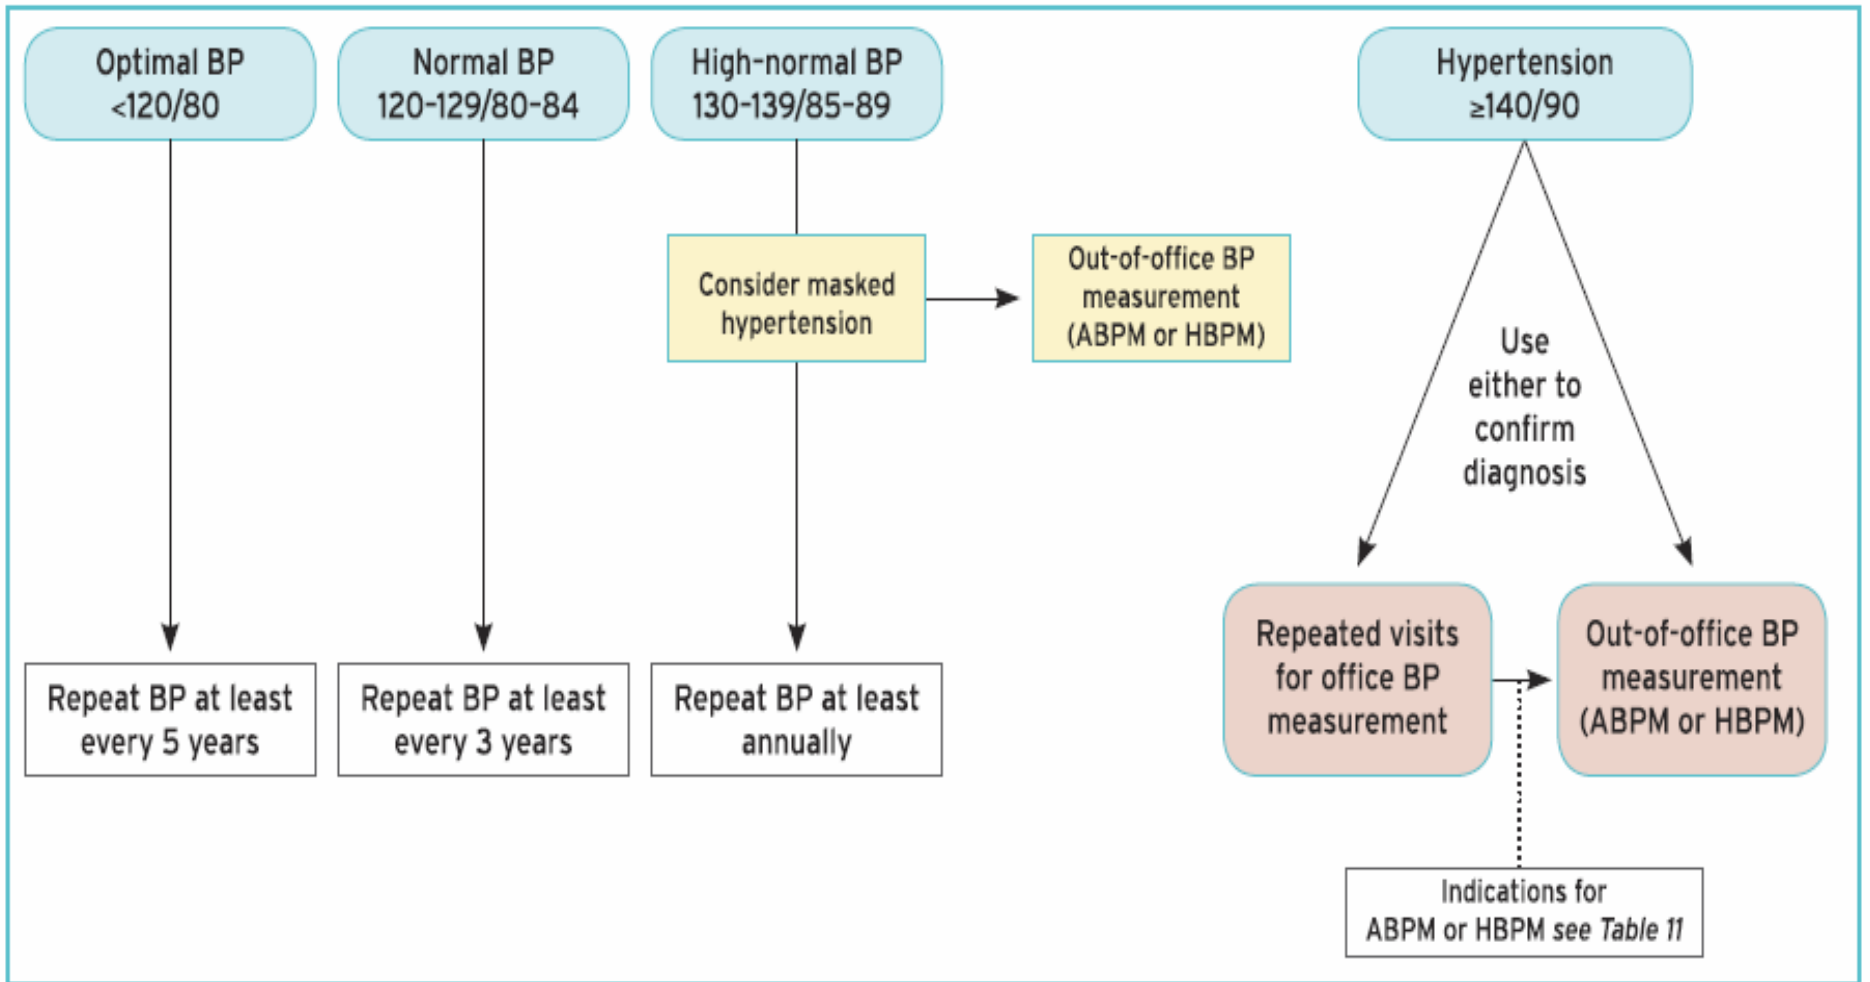 Optimal BP
<120/80
Normal BP
120-129/80-84
High-normal BP
130-139/85-89
Hypertension
≥140/90
Consider masked
hypertension
Out-of-office BP
measurement
(ABPM or HBPM)
Use
either to
confirm
diagnosis
Repeat BP at least
every 5 years
Repeat BP at least
every 3 years
Repeat BP at least
annually
Repeated visits
for office BP
measurement
Out-of-office BP
measurement
(ABPM or HBPM)
Indications for
ABPM or HBPM see Table 11